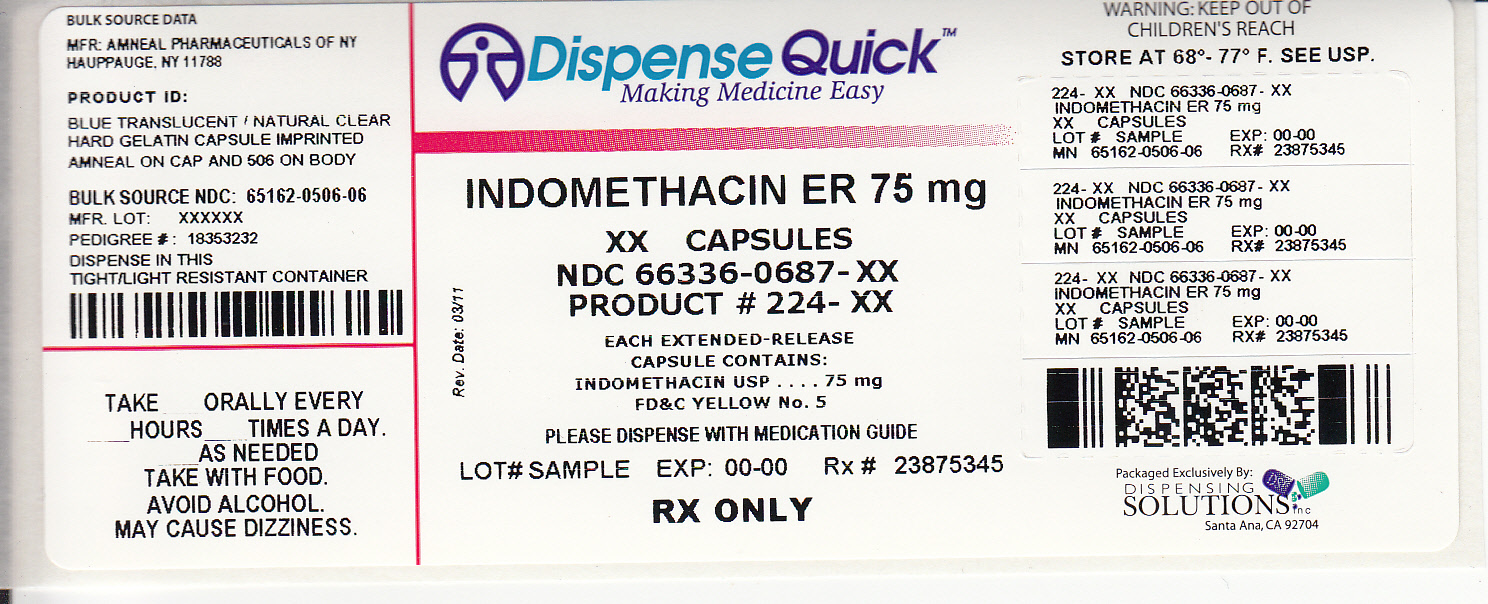 BULK SOURCE DATA
MFR: AMNEAL PHARMACEUTICALS OF NY
HAUPPAUGE, NY 11788
PRODUCT ID:
BLUE TRANSLUCENT / NATURAL CLEAR
HARD GELATIN CAPSULE IMPRINTED
AMNEAL ON CAP AND 506 ON BODY
BULK SOURCE NDC: 65162-0506-06
MFR. LOT: XXXXXX
PEDIGREE #: 18353232
DISPENSE IN THIS
TIGHT/LIGHT RESISTANT CONTAINER
TAKE ___ ORALLY EVERY
___HOURS___TIMES A DAY.
___AS NEEDED
TAKE WITH FOOD.
AVOID ALCOHOL.
MAY CAUSE DIZZINESS.
Dispense Quick™
Making Medicine Easy
INDOMETHACIN ER 75 mg
XX CAPSULES
NDC 66336-0687-XX
PRODUCT # 224- XX
Rev. Date: 03/11
EACH EXTENDED-RELEASE
CAPSULE CONTAINS:
INDOMETHACIN USP .... 75 mg
FD&C YELLOW No. 5
PLEASE DISPENSE WITH MEDICATION GUIDE
LOT# SAMPLE EXP: 00-00 Rx # 23875345
RX ONLY
WARNING: KEEP OUT OF
CHILDREN'S REACH
STORE AT 68°- 77° F. SEE USP.
224- XX NDC 66336-0687- XX
INDOMETHACIN ER 75 mg
XX CAPSULES
LOT # SAMPLE EXP: 00-00
MN 65162-0506-06 RX# 23875345
224- XX NDC 66336-0687- XX
INDOMETHACIN ER 75 mg
XX CAPSULES
LOT # SAMPLE EXP: 00-00
MN 65162-0506-06 RX# 23875345
224- XX NDC 66336-0687- XX
INDOMETHACIN ER 75 mg
XX CAPSULES
LOT # SAMPLE EXP: 00-00
MN 65162-0506-06 RX# 23875345
Packaged Exclusively By:
DISPENSING
SOLUTIONS inc
Santa Ana, CA 92704